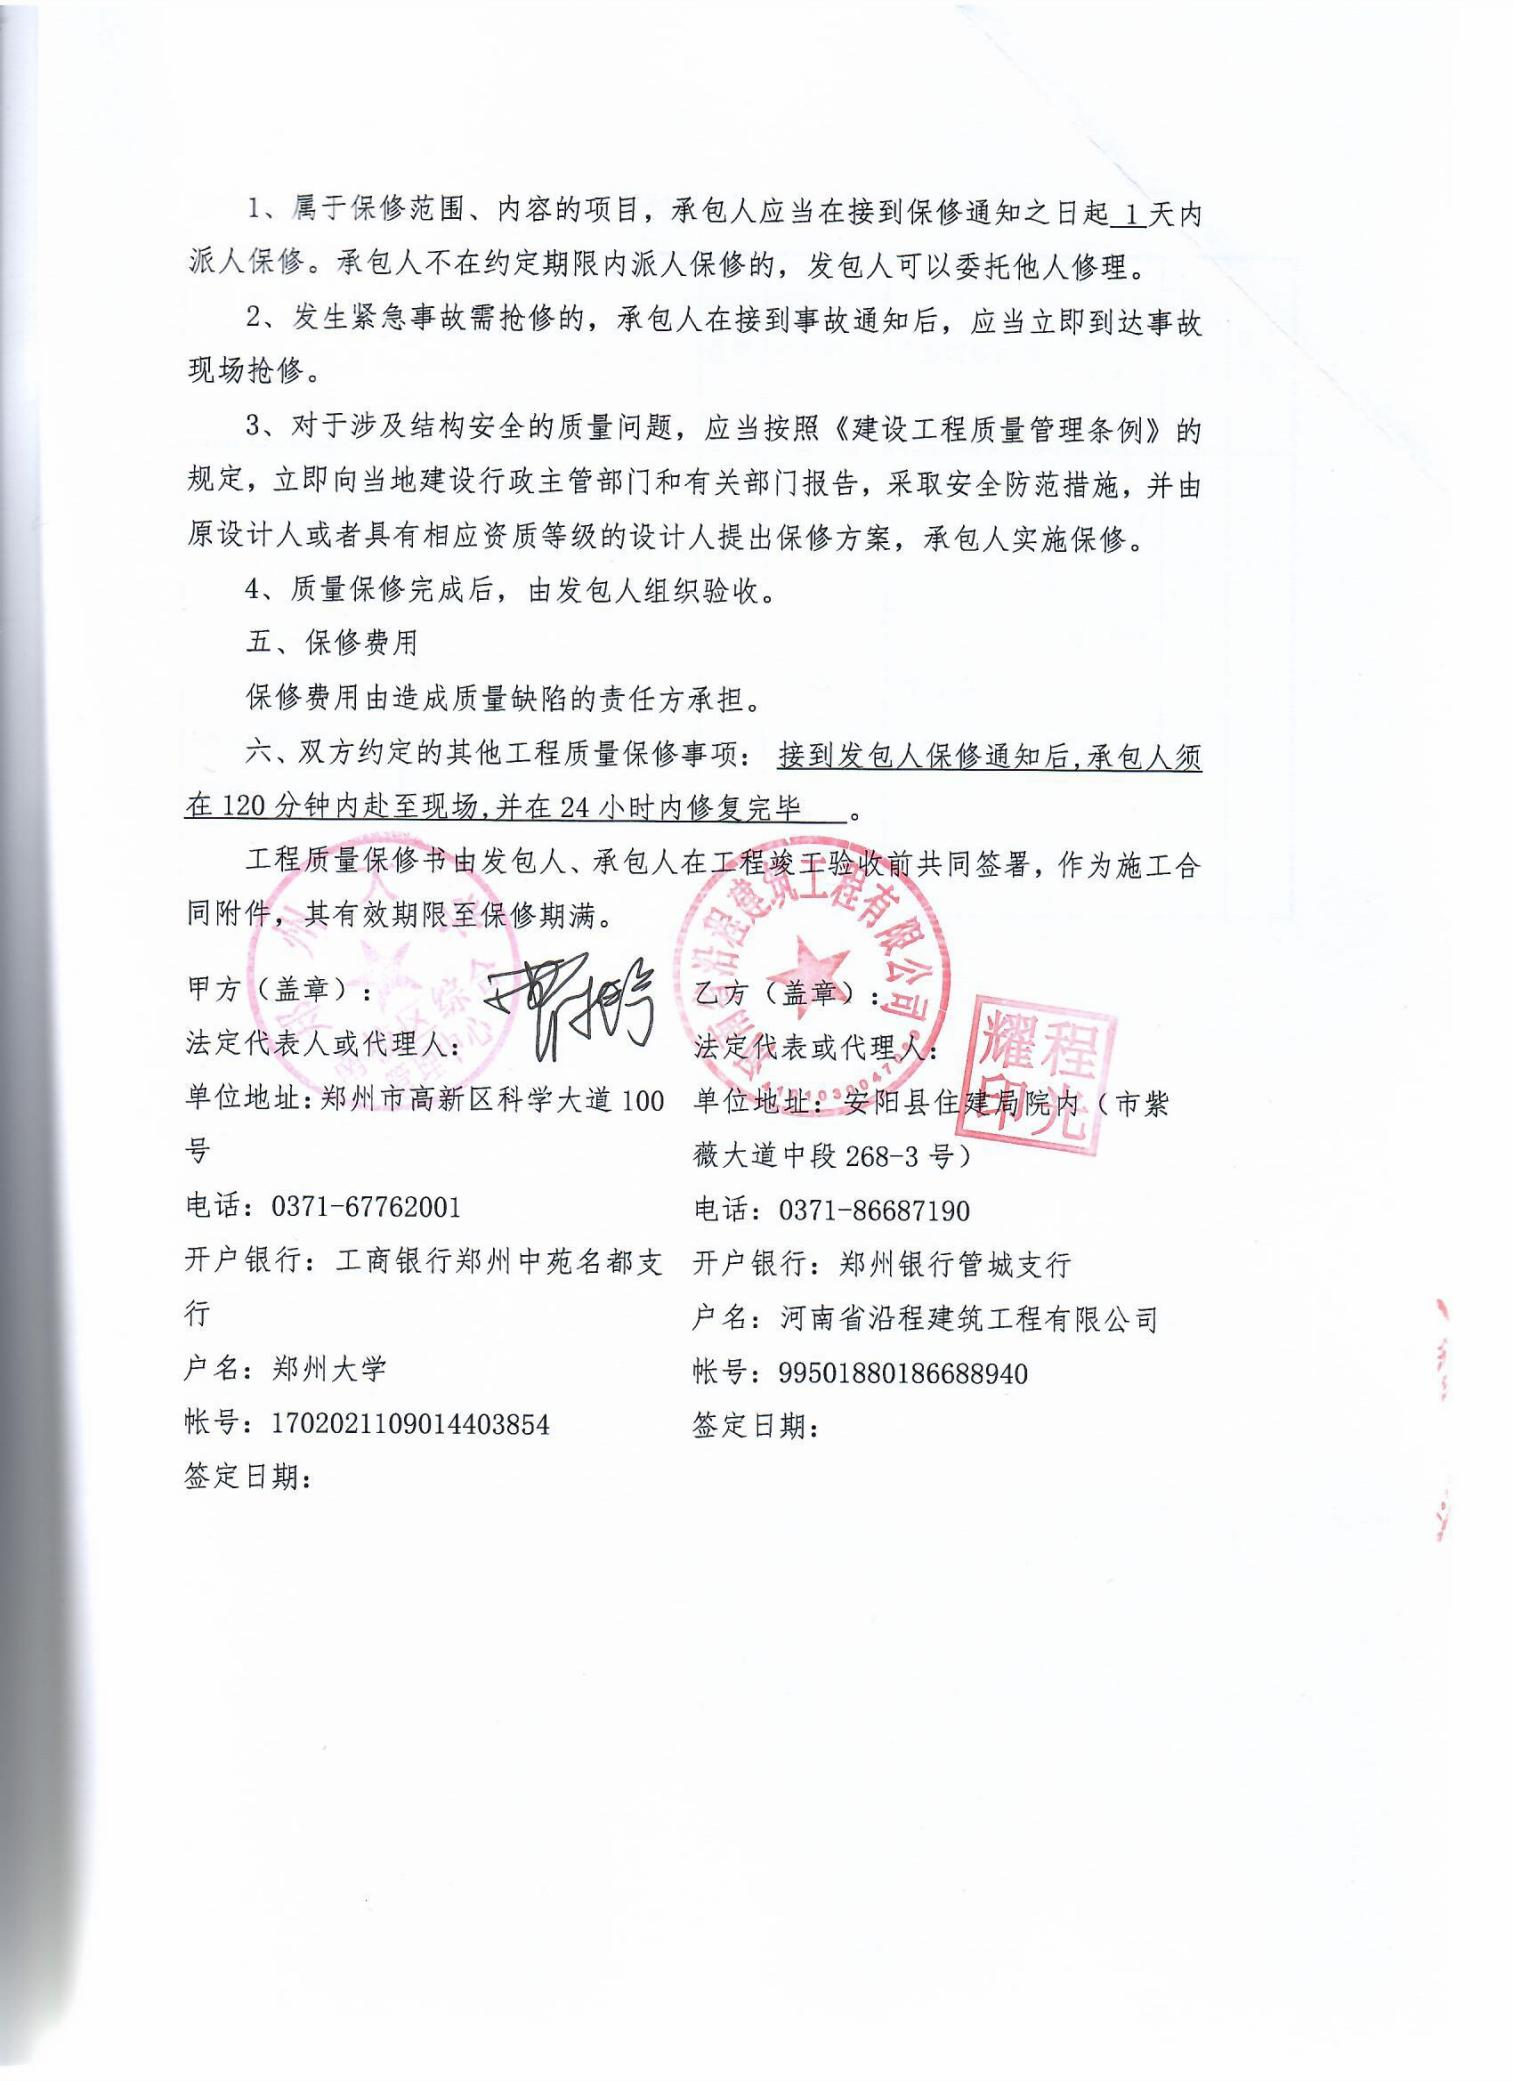 1、属于保修范围、内容的项目，承包人应当在接到保修通知之日起 1 天内
派人保修。承包人不在约定期限内派人保修的，发包人可以委托他人修理。
2、发生紧急事故需抢修的，承包人在接到事故通知后，应当立即到达事故
现场抢修。
3、对于涉及结构安全的质量问题，应当按照《建设工程质量管理条例》的
规定，立即向当地建设行政主管部门和有关部门报告，采取安全防范措施，并由
原设计人或者具有相应资质等级的设计人提出保修方案，承包人实施保修。
4、质量保修完成后，由发包人组织验收。
五、保修费用
保修费用由造成质量缺陷的责任方承担。
六、双方约定的其他工程质量保修事项： 接到发包人保修通知后,承包人须
在 120 分钟内赴至现场,并在 24 小时内修复完毕 。
工程质量保修书由发包人、承包人在工程竣工验收前共同签署，作为施工合
同附件，其有效期限至保修期满。
甲方（盖章）：
法定代表人或代理人：
单位地址：郑州市高新区科学大道 100
号
电话：0371-67762001
开户银行：工商银行郑州中苑名都支
行
户名：郑州大学
帐号：1702021109014403854
签定日期：
乙方（盖章）：
法定代表或代理人：
单位地址：安阳县住建局院内（市紫
薇大道中段 268-3 号）
电话：0371-86687190
开户银行：郑州银行管城支行
户名：河南省沿程建筑工程有限公司
帐号：99501880186688940
签定日期：
河南省沿程建筑工程有限公司
程光
耀印